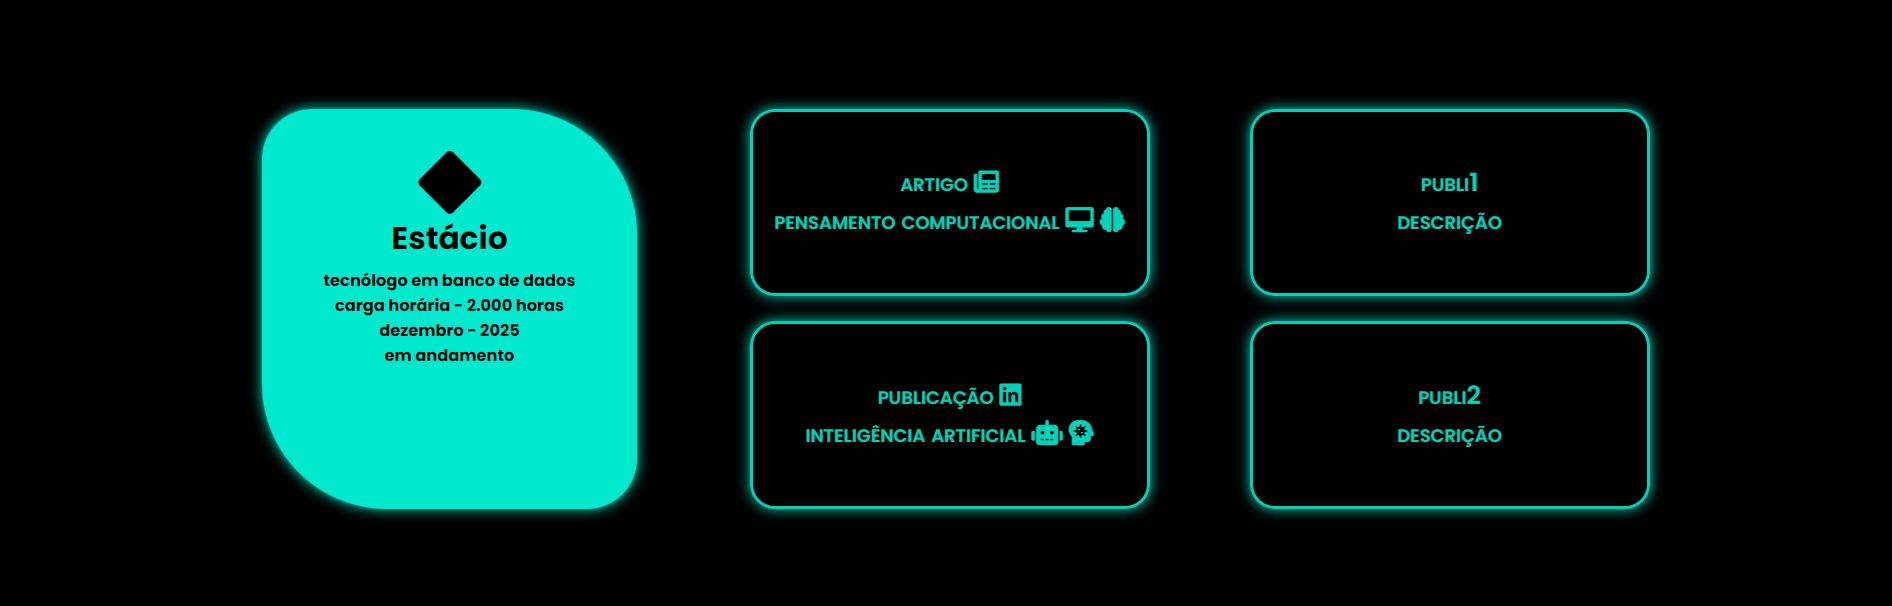 Estácio
tecnólogo em banco de dados
carga horária - 2.000 horas
dezembro - 2025
em andamento
ARTIGO
PENSAMENTO COMPUTACIONAL
PUBLICAÇÃO in
INTELIGÊNCIA ARTIFICIAL
PUBLI1
DESCRIÇÃO
PUBLI2
DESCRIÇÃO